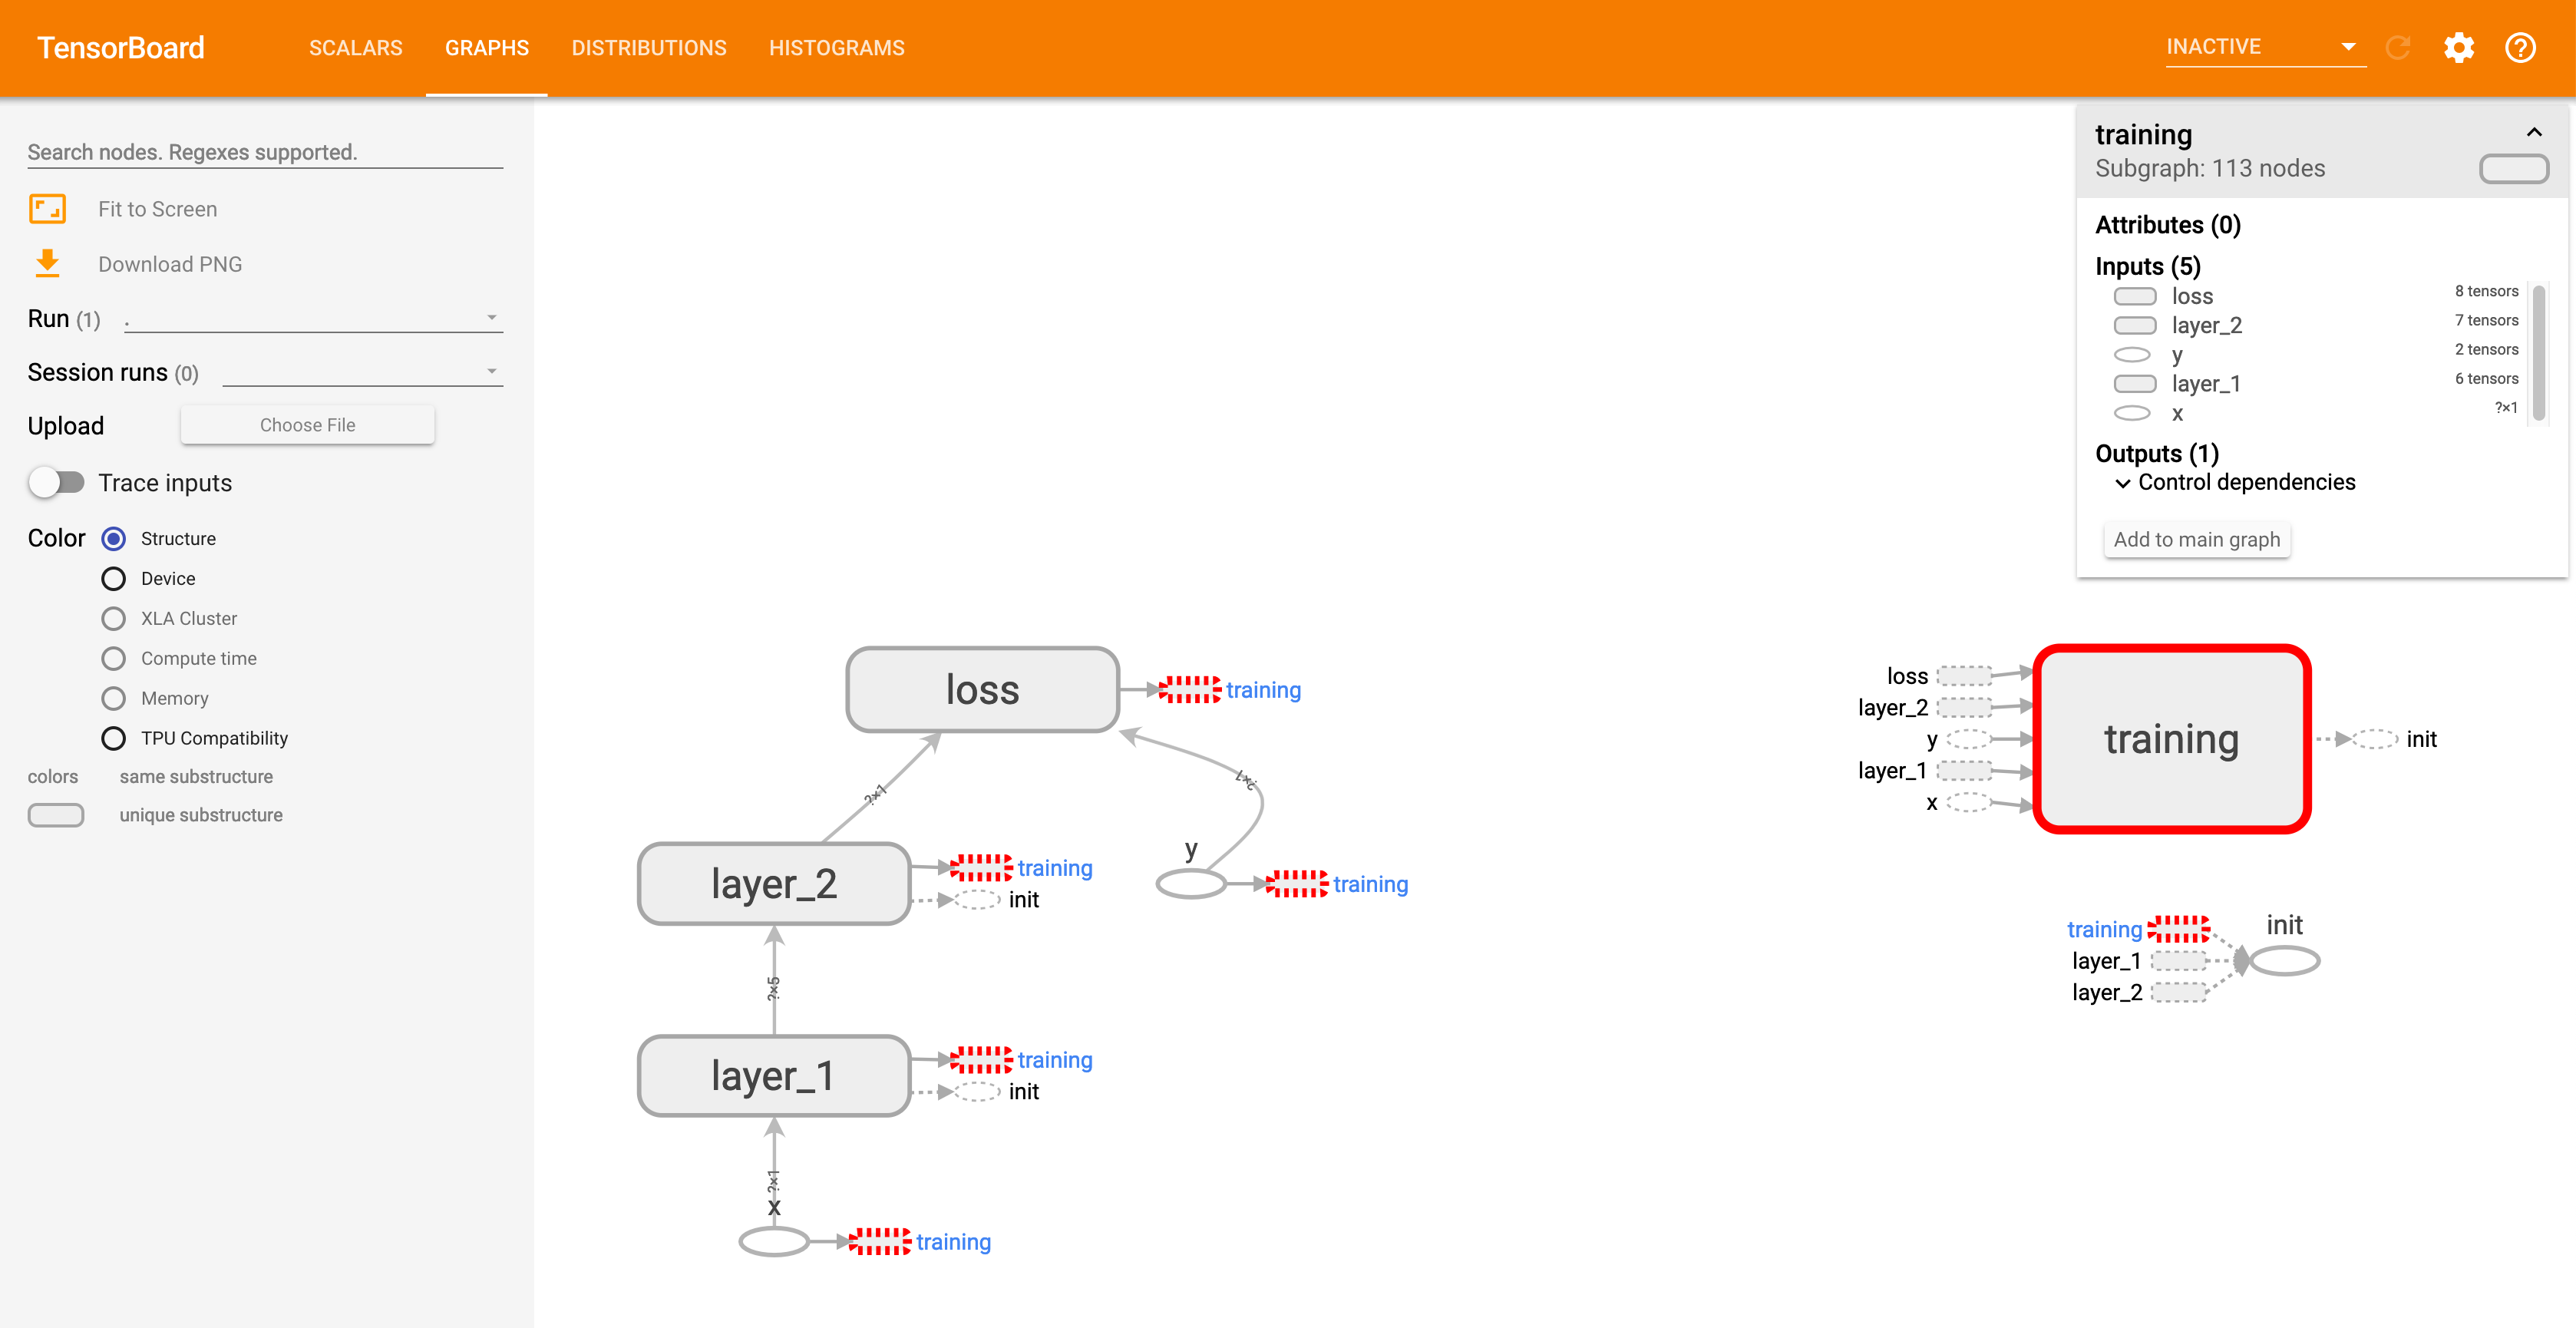 TensorBoard
SCALARS
GRAPHS
DISTRIBUTIONS
HISTOGRAMS
INACTIVE
Search nodes. Regexes supported.
Fit to Screen
Download PNG
Run (1) .
Session runs (0)
Upload
Choose File
Trace inputs
Color
Structure
Device
XLA Cluster
Compute time
Memory
TPU Compatibility
colors same substructure
unique substructure
loss
training
?×1
?×1
layer_2
training
init
y
training
?×5
layer_1
training
init
?×1
x
training
training
Subgraph: 113 nodes
Attributes (0)
Inputs (5)
loss 8 tensors
layer_2 7 tensors
y 2 tensors
layer_1 6 tensors
x ?×1
Outputs (1)
Control dependencies
Add to main graph
loss
layer_2
y
layer_1
x
training
init
training
layer_1
layer_2
init